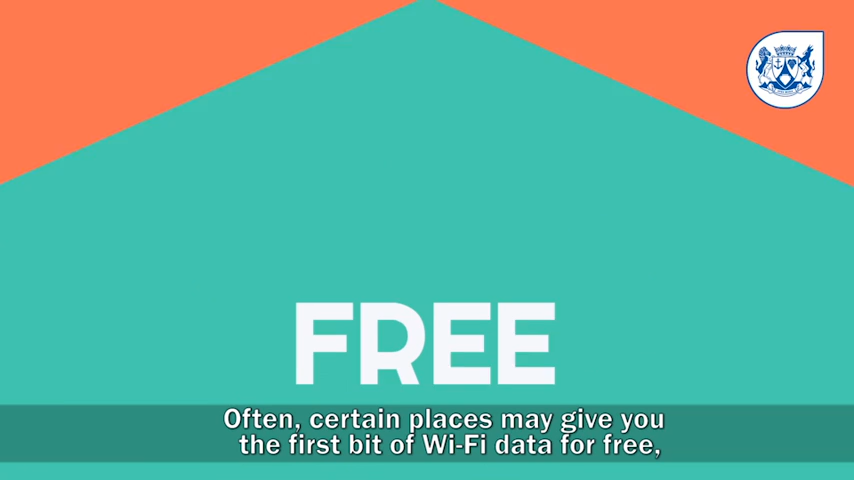 FREE
Often, certain places may give you
the first bit of Wi-Fi data for free,